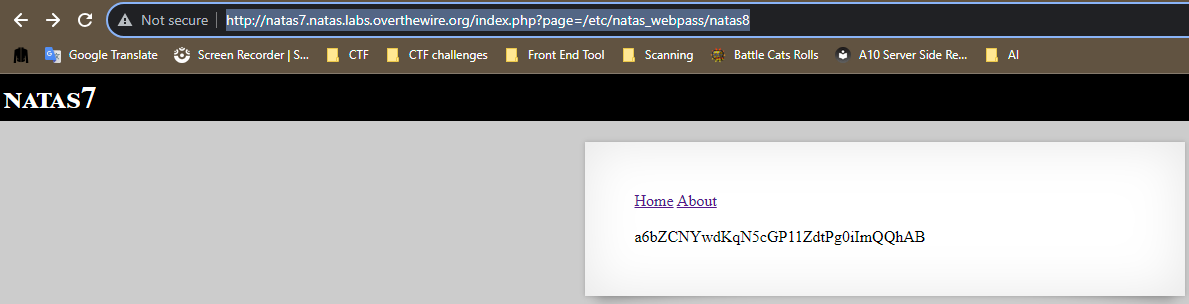 Not secure http://natas7.natas.labs.overthewire.org/index.php?page=/etc/natas_webpass/natas8
Google Translate Screen Recorder | S... CTF CTF challenges Front End Tool Scanning Battle Cats Rolls A10 Server Side Re... AI
NATAS7
Home About
a6bZCNYwdKqN5cGP11ZdtPg0iImQQhAB